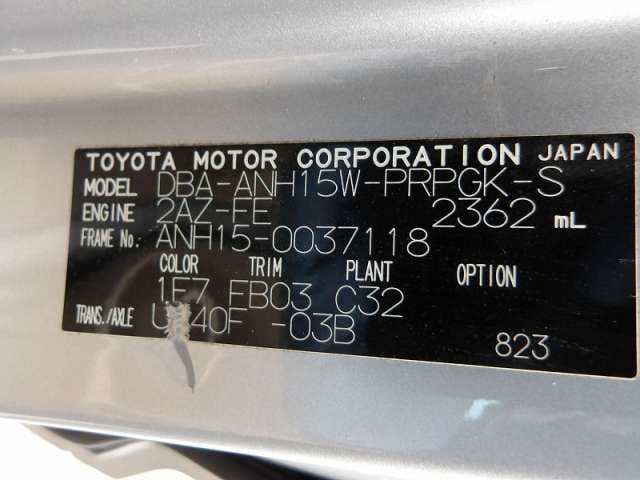 TOYOTA MOTOR CORPORATION JAPAN
MODEL DBA-ANH15W-PRPGK-S
ENGINE 2AZ-FE 2362 mL
FRAME No. ANH15-0037118
COLOR TRIM PLANT OPTION
1F7 FB03 C32
TRANS./AXLE -03B
823